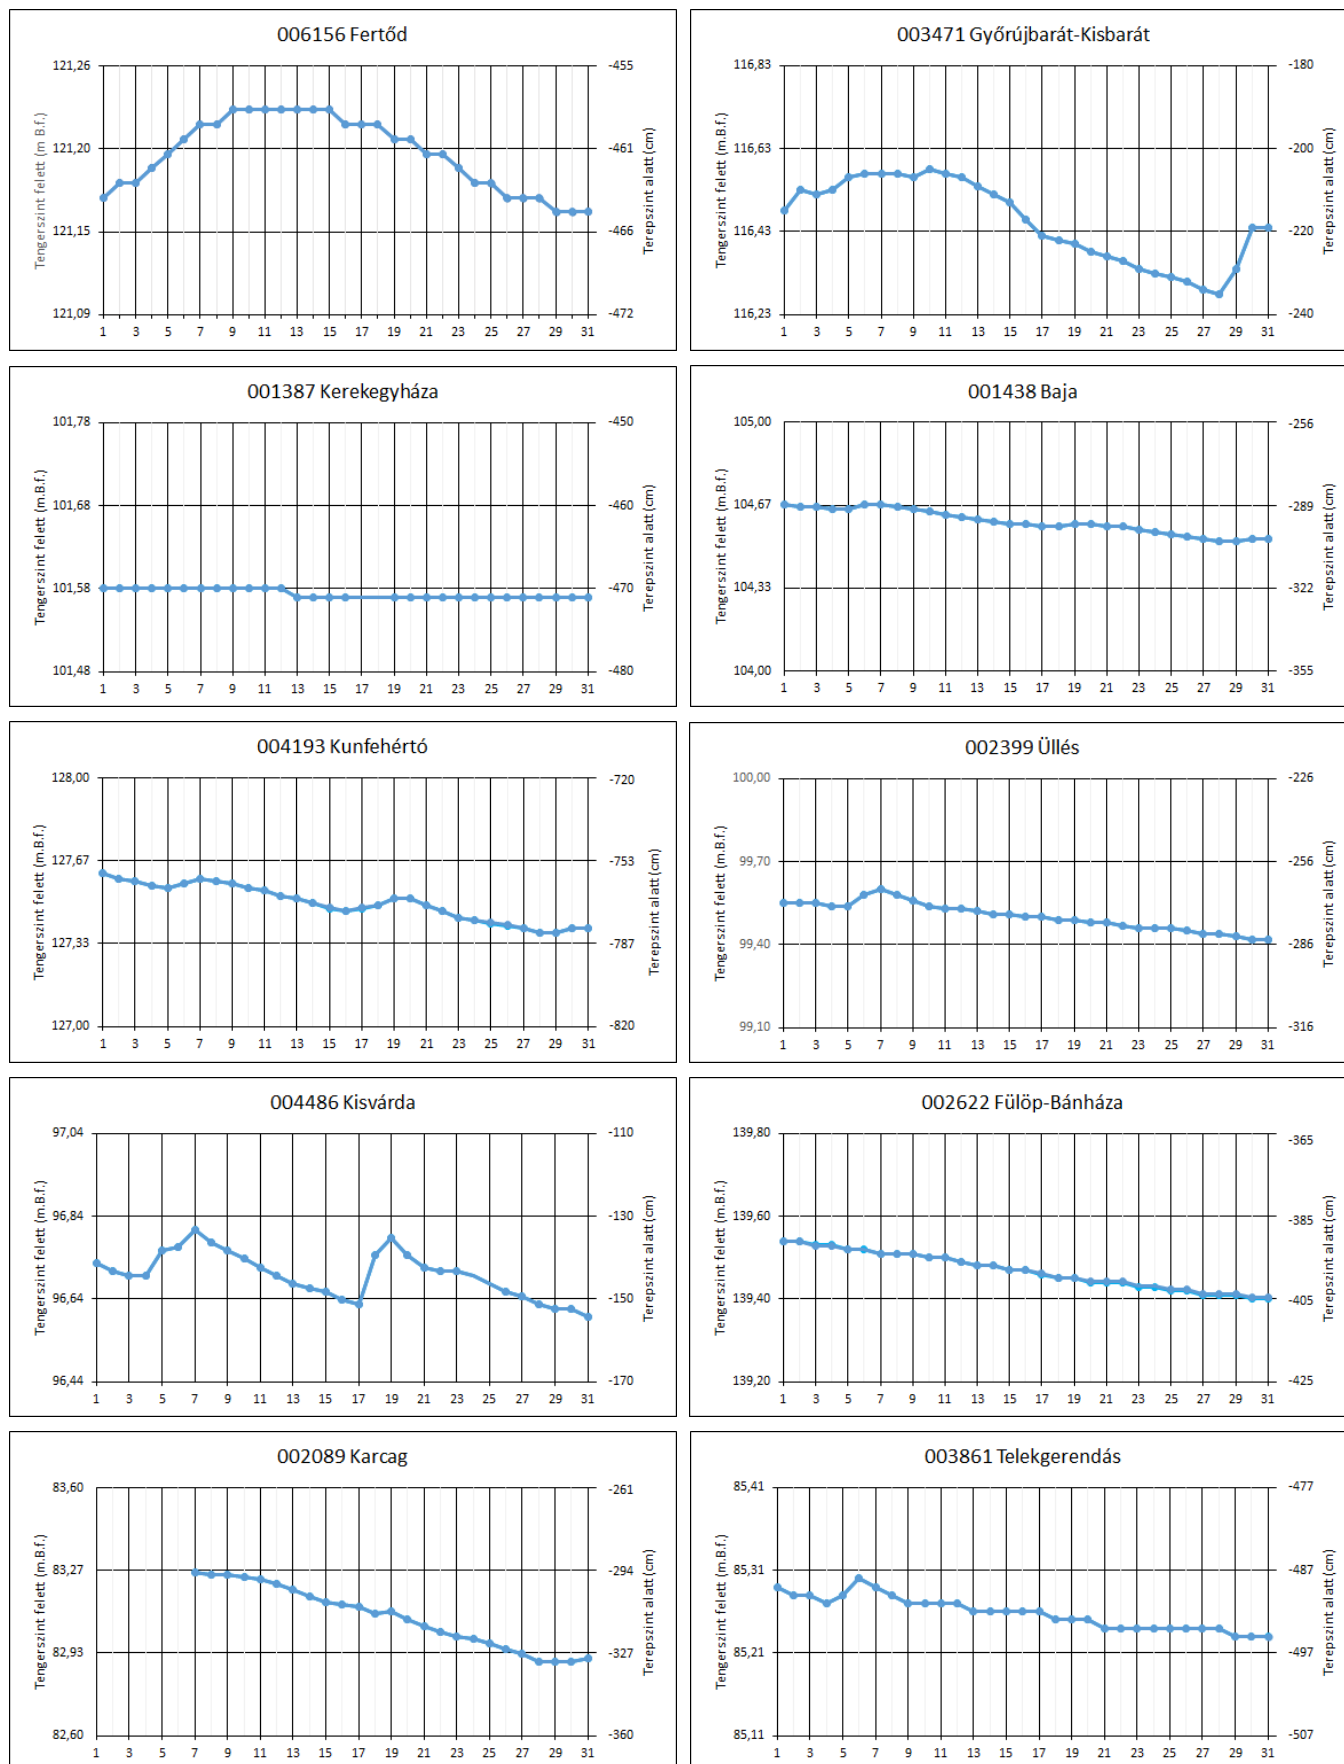 006156 Fertőd
121,26
121,20
121,15
121,09
-455
-461
-466
-472
Tengerszint felett (m B.f.)
Terepszint alatt (cm)
1 3 5 7 9 11 13 15 17 19 21 23 25 27 29 31
003471 Győrújbarát-Kisbarát
116,83
116,63
116,43
116,23
-180
-200
-220
-240
Tengerszint felett (m.B.f.)
Terepszint alatt (cm)
1 3 5 7 9 11 13 15 17 19 21 23 25 27 29 31
001387 Kerekegyháza
101,78
101,68
101,58
101,48
-450
-460
-470
-480
Tengerszint felett (m.B.f.)
Terepszint alatt (cm)
1 3 5 7 9 11 13 15 17 19 21 23 25 27 29 31
001438 Baja
105,00
104,67
104,33
104,00
-256
-289
-322
-355
Tengerszint felett (m.B.f.)
Terepszint alatt (cm)
1 3 5 7 9 11 13 15 17 19 21 23 25 27 29 31
004193 Kunfehértó
128,00
127,67
127,33
127,00
-720
-753
-787
-820
Tengerszint felett (m.B.f.)
Terepszint alatt (cm)
1 3 5 7 9 11 13 15 17 19 21 23 25 27 29 31
002399 Üllés
100,00
99,70
99,40
99,10
-226
-256
-286
-316
Tengerszint felett (m.B.f.)
Terepszint alatt (cm)
1 3 5 7 9 11 13 15 17 19 21 23 25 27 29 31
004486 Kisvárda
97,04
96,84
96,64
96,44
-110
-130
-150
-170
Tengerszint felett (m.B.f.)
Terepszint alatt (cm)
1 3 5 7 9 11 13 15 17 19 21 23 25 27 29 31
002622 Fülöp-Bánháza
139,80
139,60
139,40
139,20
-365
-385
-405
-425
Tengerszint felett (m.B.f.)
Terepszint alatt (cm)
1 3 5 7 9 11 13 15 17 19 21 23 25 27 29 31
002089 Karcag
83,60
83,27
82,93
82,60
-261
-294
-327
-360
Tengerszint felett (m.B.f.)
Terepszint alatt (cm)
1 3 5 7 9 11 13 15 17 19 21 23 25 27 29 31
003861 Telekgerendás
85,41
85,31
85,21
85,11
-477
-487
-497
-507
Tengerszint felett (m.B.f.)
Terepszint alatt (cm)
1 3 5 7 9 11 13 15 17 19 21 23 25 27 29 31